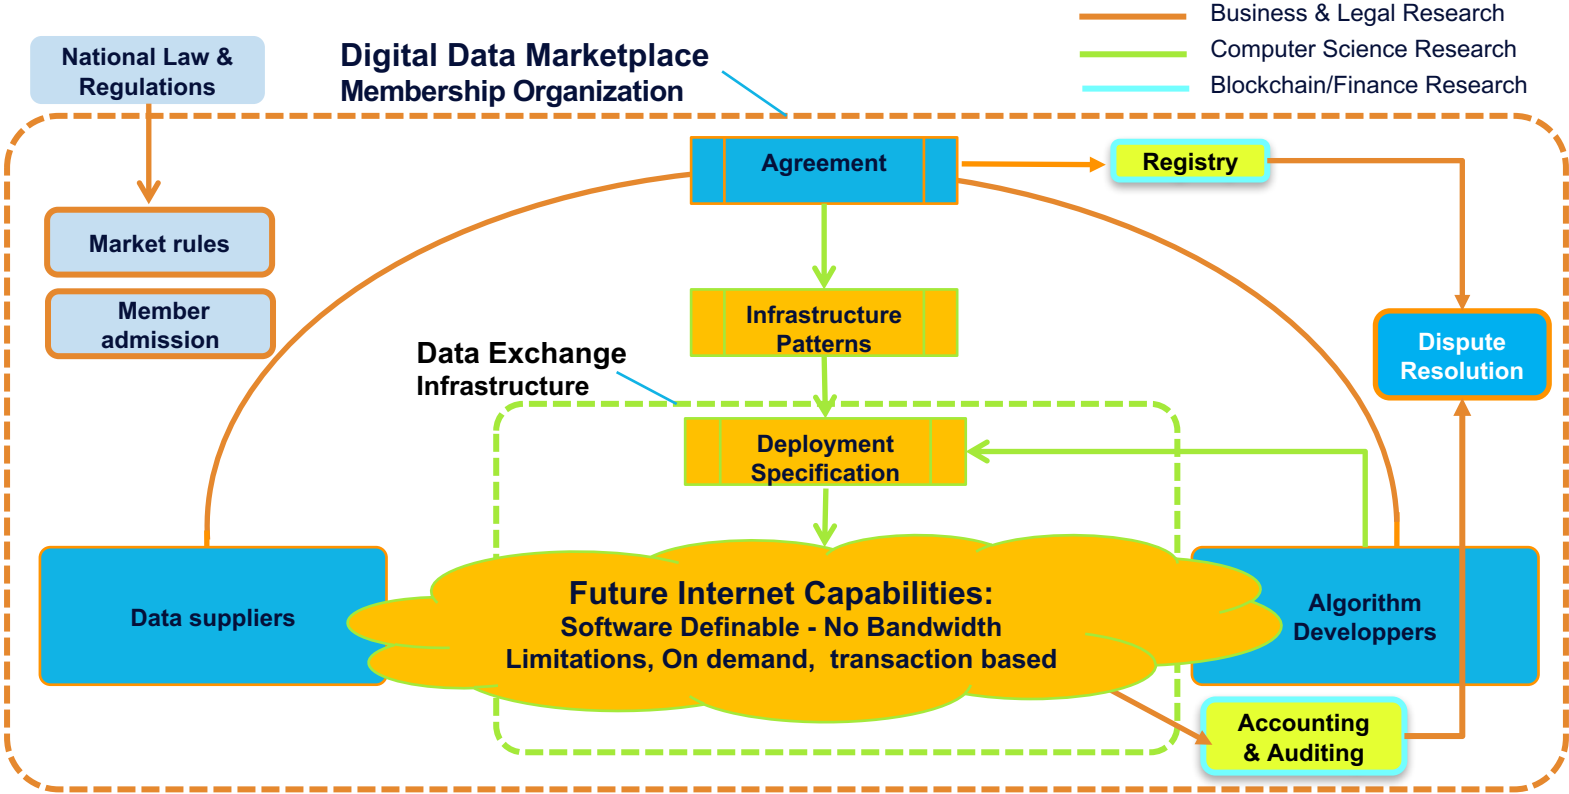 Business & Legal Research
Computer Science Research
Blockchain/Finance Research
National Law &
Regulations
Digital Data Marketplace
Membership Organization
Agreement
Registry
Market rules
Member
admission
Infrastructure
Patterns
Dispute
Resolution
Data Exchange
Infrastructure
Deployment
Specification
Data suppliers
Future Internet Capabilities:
Software Definable - No Bandwidth
Limitations, On demand,  transaction based
Algorithm
Developpers
Accounting
& Auditing